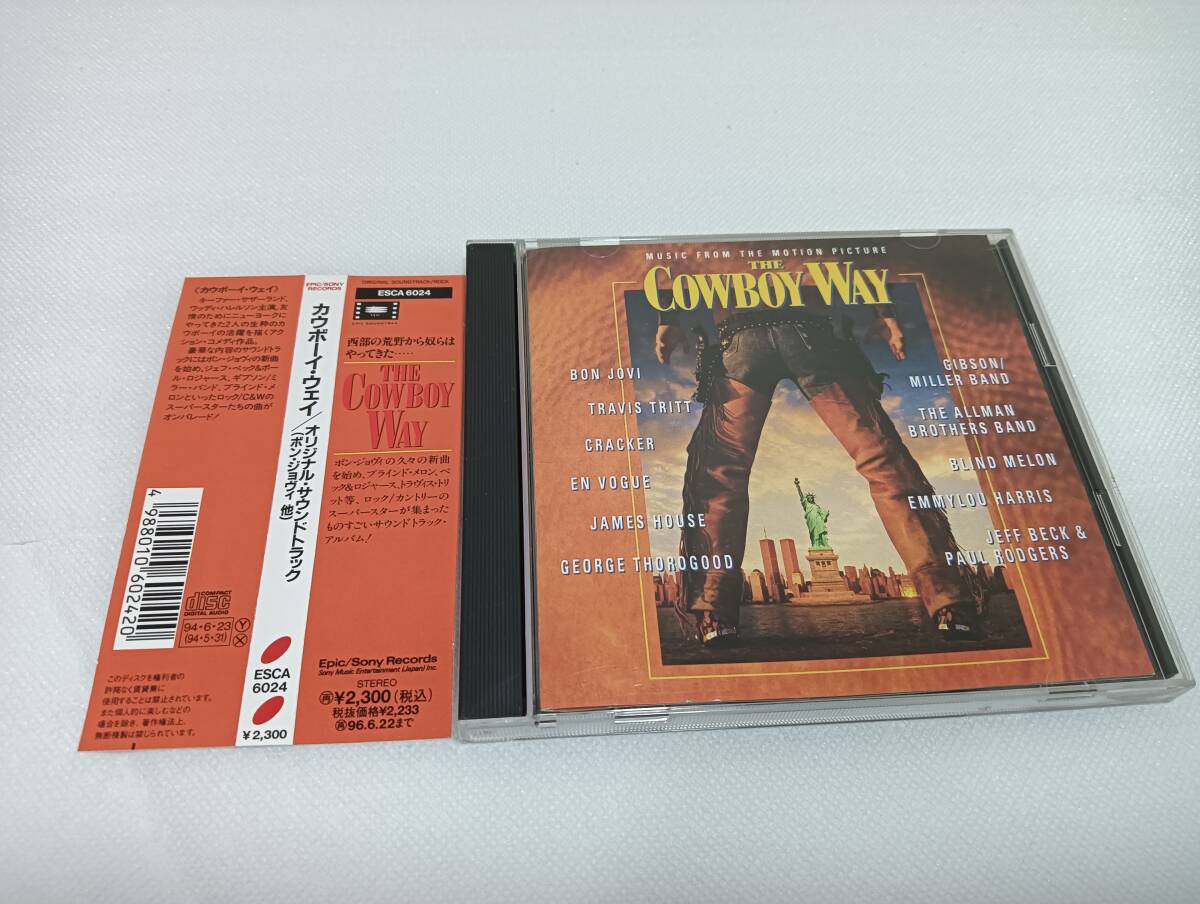 《カウボーイ・ウェイ》
キーファー・サザーランド、
ウッディ・ハレルソン主演、友
情のためにニューヨークに
やってきた2人の生粋のカ
ウボーイの活躍を描くアク
ション・コメディ作品。
豪華な内容のサウンドトラ
ックにはボン・ジョヴィの新曲
を始め、ジェフ・ベック&ポー
ル・ロジャース、ギブソン/ミ
ラー・バンド、ブラインド・メ
ロンといったロック/C&Wの
スーパースターたちの曲が
オンパレード!
4 988010 602420
COMPACT
disc
DIGITAL AUDIO
94・6・23
(94・5・31)
Y
X
このディスクを権利者の
許諾なく賃貸業に
使用することは禁止されています。
また個人的に楽しむなどの
場合を除き、著作権法上、
無断複製は禁じられています。
EPIC/SONY
RECORDS
カウボーイ・ウェイ/オリジナル・サウンドトラック
(ボン・ジョヴィ 他)
ESCA
6024
¥2,300
ORIGINAL SOUNDTRACK/ROCK
ESCA 6024
EPIC SOUNDTRAX
西部の荒野から奴らは
やってきた・・・・・
THE
COWBOY
WAY
ボン・ジョヴィの久々の新曲
を始め、ブラインド・メロン、ベ
ック&ロジャース、トラヴィス・トリ
ット等、ロック/カントリーの
スーパースターが集まった
ものすごいサウンドトラック・
アルバム!
Epic/Sony Records
Sony Music Entertainment (Japan) Inc.
STEREO
再¥2,300(税込)
税抜価格¥2,233
再96.6.22まで
MUSIC FROM THE MOTION PICTURE
THE
COWBOY WAY
BON JOVI
TRAVIS TRITT
CRACKER
EN VOGUE
JAMES HOUSE
GEORGE THOROGOOD
GIBSON/
MILLER BAND
THE ALLMAN
BROTHERS BAND
BLIND MELON
EMMYLOU HARRIS
JEFF BECK &
PAUL RODGERS